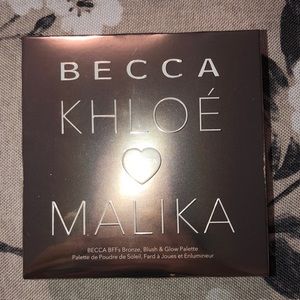 BECCA
KHLOÉ
MALIKA
BECCA BFFs Bronze, Blush & Glow Palette
Palette de Poudre de Soleil, Fard à Joues et Enlumineur